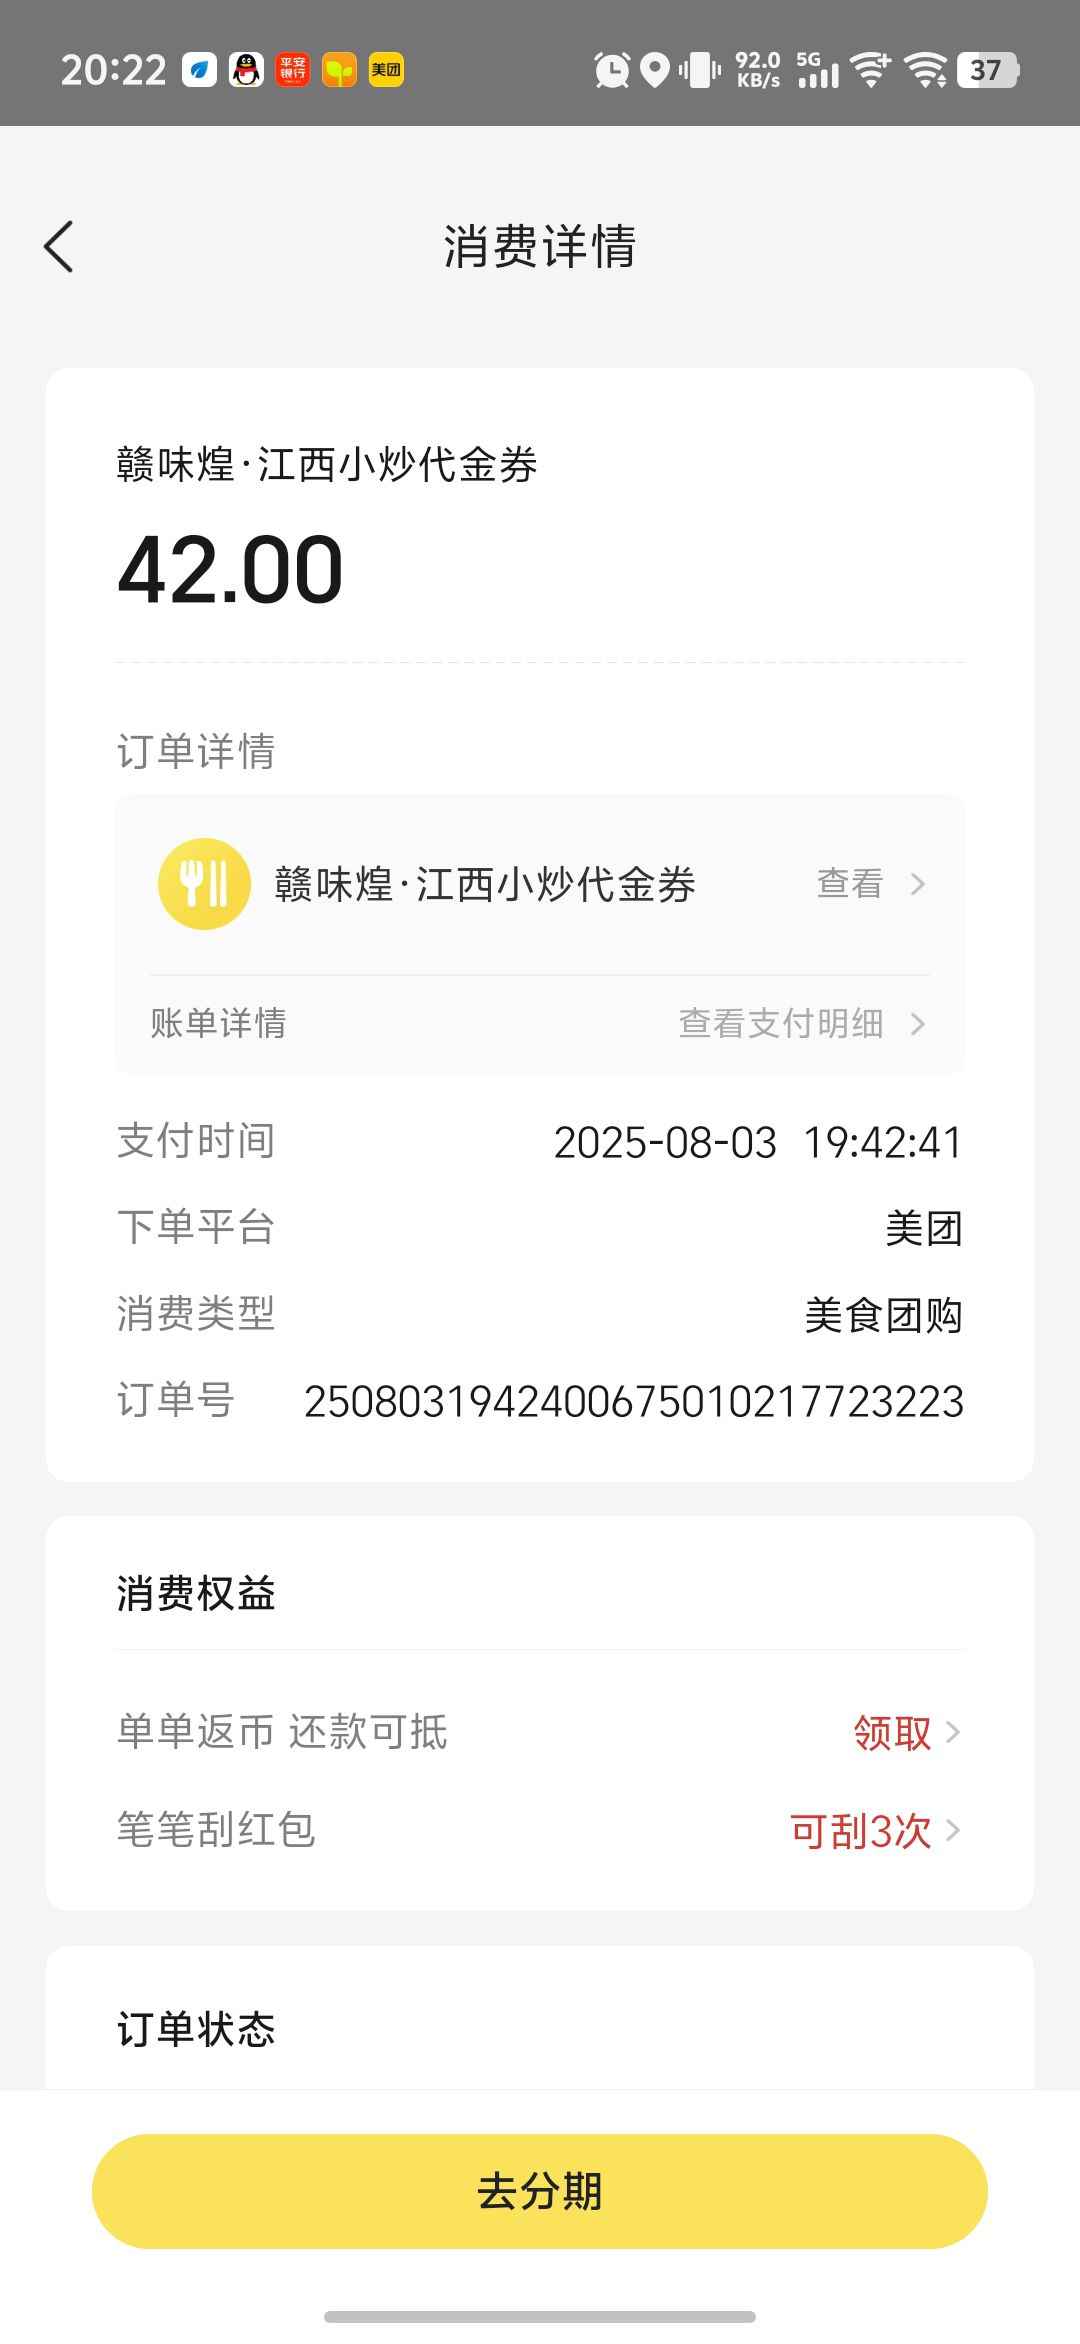 20:22 平安银行 美团 92.0 KB/s 5G 37
消费详情
赣味煌·江西小炒代金券
42.00
订单详情
赣味煌·江西小炒代金券 查看
账单详情 查看支付明细
支付时间 2025-08-03 19:42:41
下单平台 美团
消费类型 美食团购
订单号 2508031942400675010217723223
消费权益
单单返币 还款可抵 领取
笔笔刮红包 可刮3次
订单状态
去分期